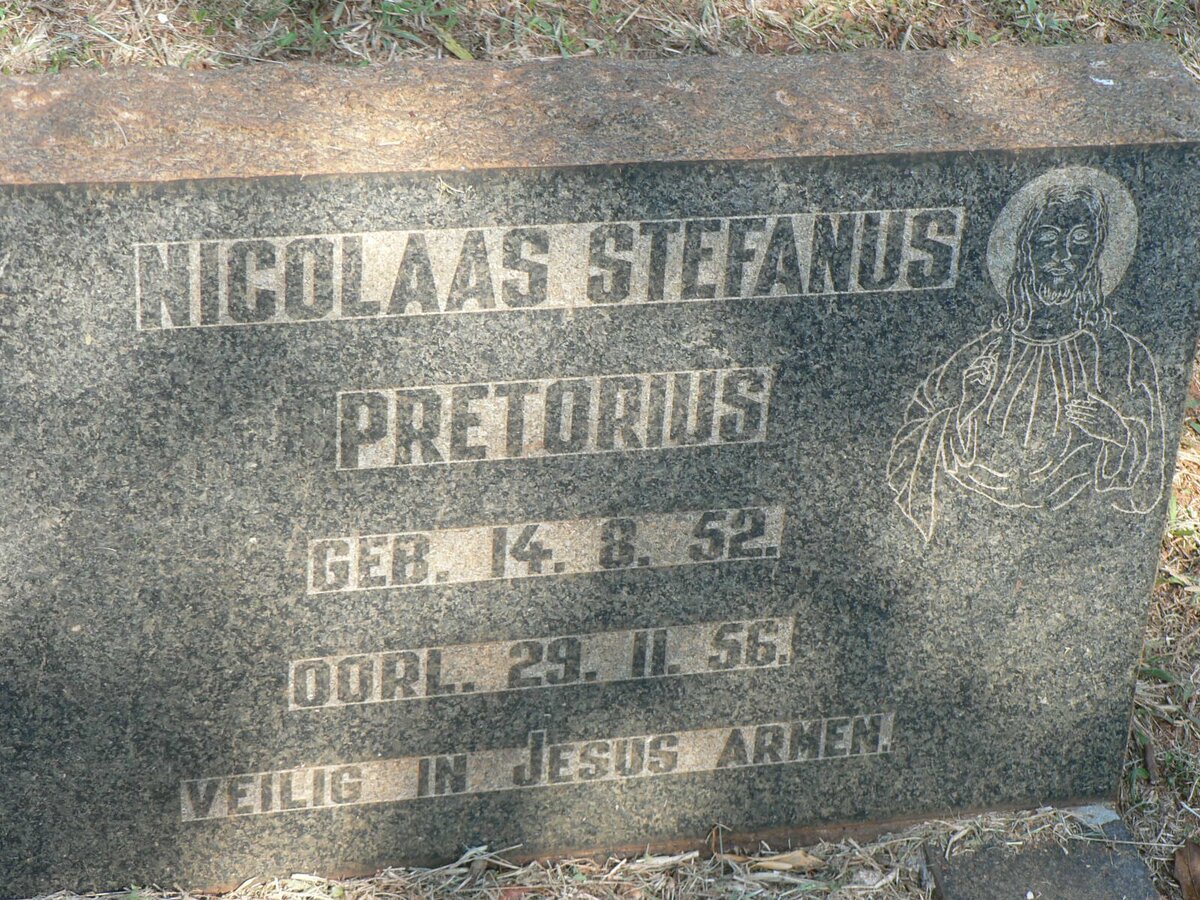 NICOLAAS STEFANUS
PRETORIUS
GEB. 14. 8. 52.
OORL. 29. 11. 56.
VEILIG IN JESUS ARMEN.